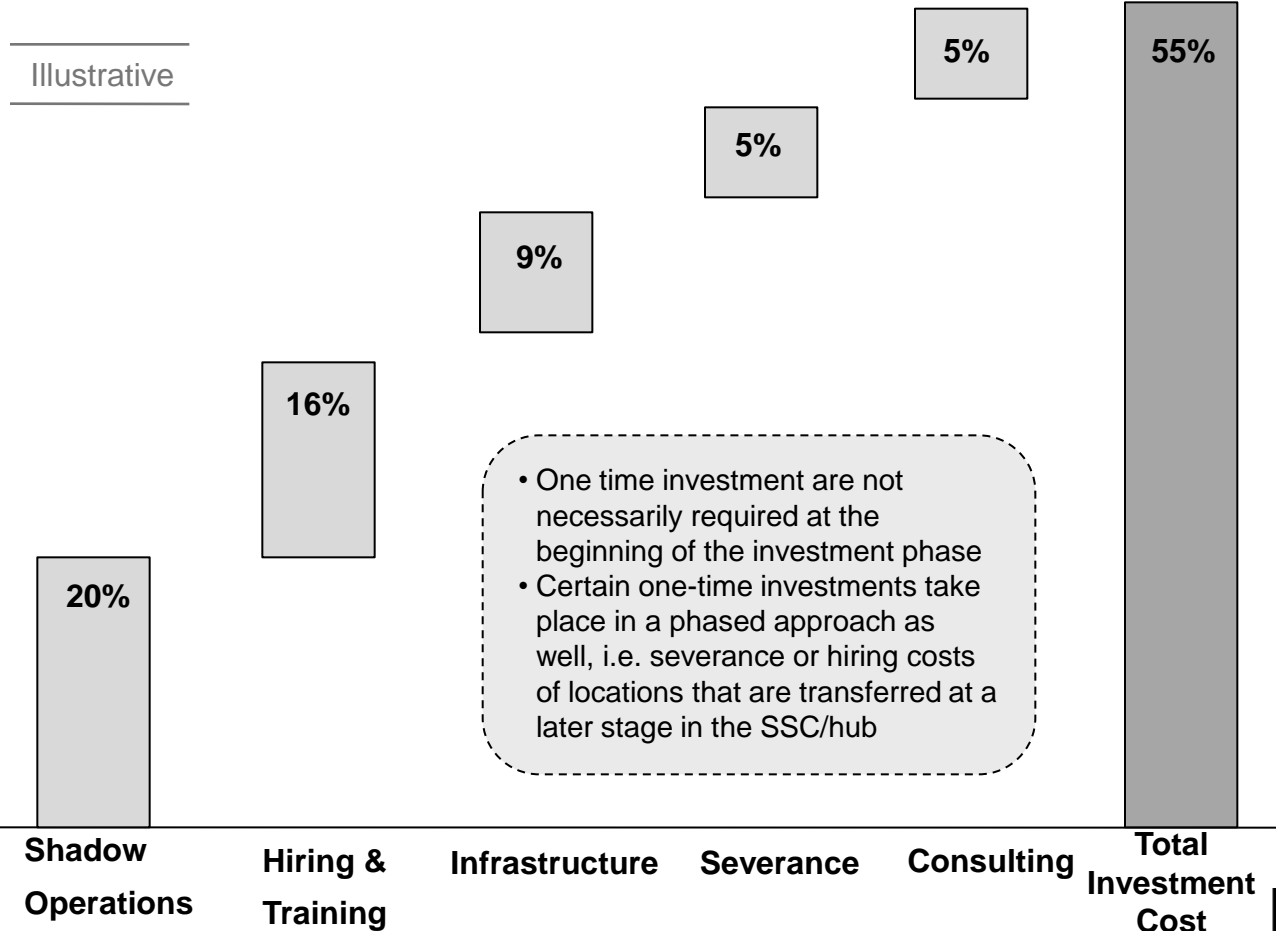 Illustrative
5%
55%
5%
9%
16%
20%
• One time investment are not
necessarily required at the
beginning of the investment phase
• Certain one-time investments take
place in a phased approach as
well, i.e. severance or hiring costs
of locations that are transferred at a
later stage in the SSC/hub
Shadow
Operations
Hiring &
Training
Infrastructure
Severance
Consulting
Total
Investment
Cost